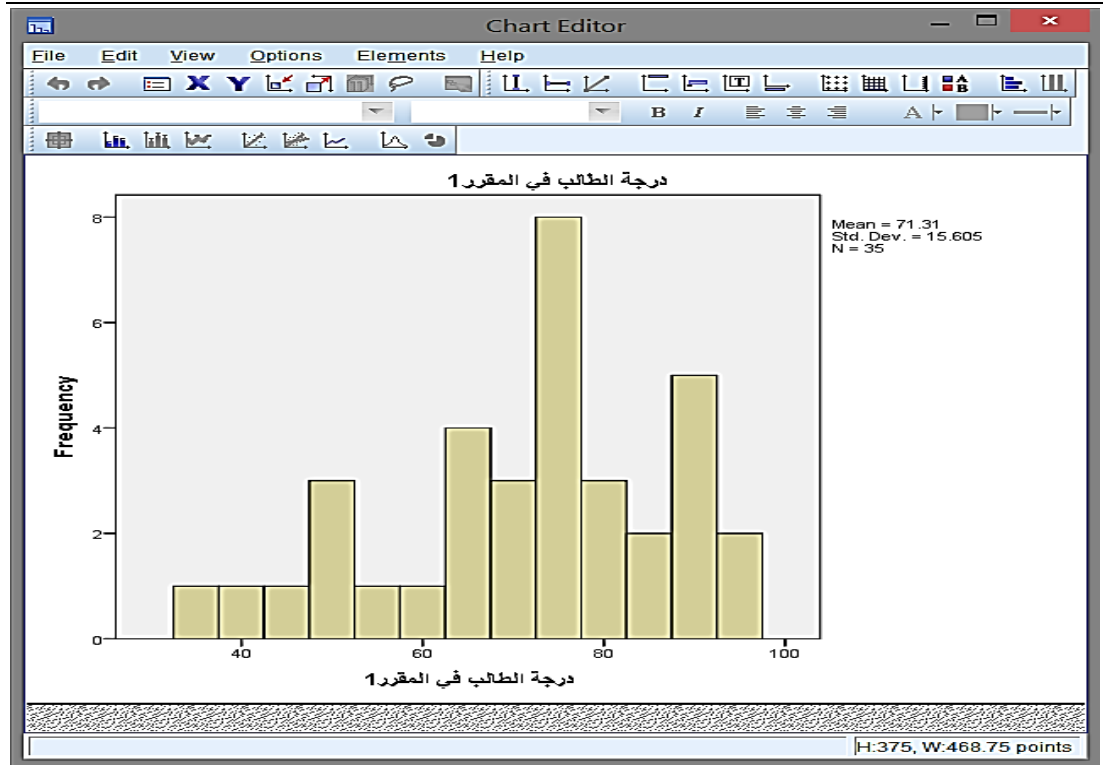 Chart Editor
File Edit View Options Elements Help
B I A
درجة الطالب في المقرر1
Mean = 71.31
Std. Dev. = 15.605
N = 35
8
6
4
2
0
Frequency
40 60 80 100
درجة الطالب في المقرر1
H:375, W:468.75 points